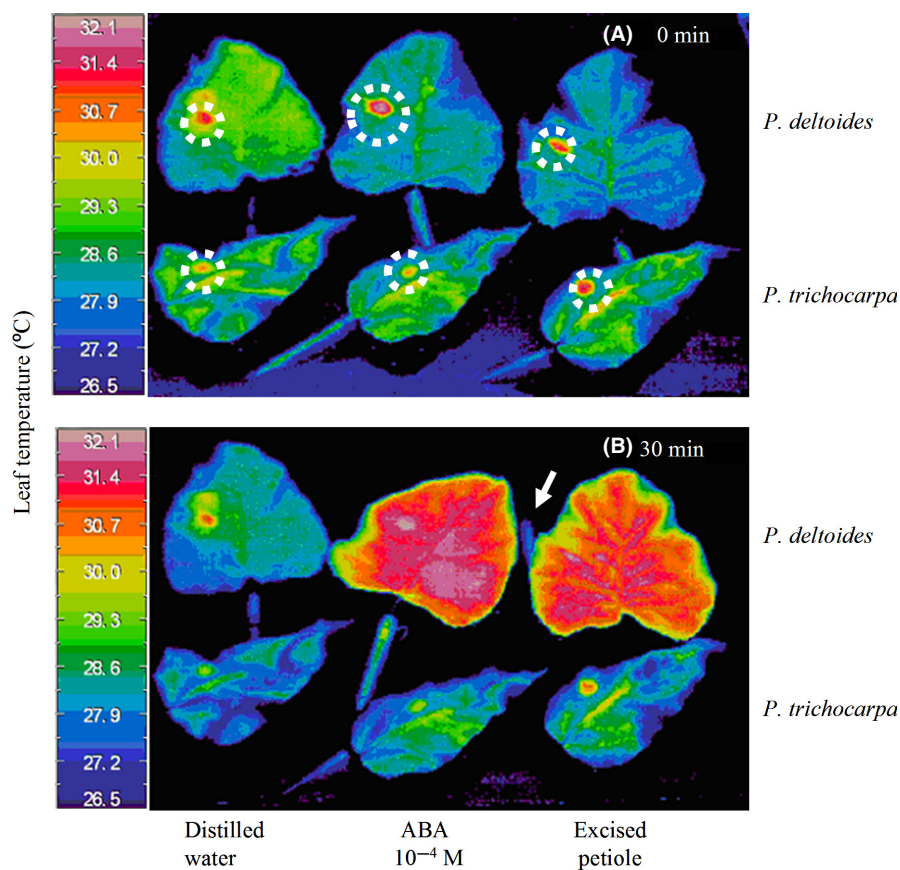 (A) 0 min
32.1
31.4
30.7
30.0
29.3
28.6
27.9
27.2
26.5
P. deltoides
P. trichocarpa
Leaf temperature (ºC)
(B) 30 min
32.1
31.4
30.7
30.0
29.3
28.6
27.9
27.2
26.5
P. deltoides
P. trichocarpa
Distilled water
ABA 10⁻⁴ M
Excised petiole